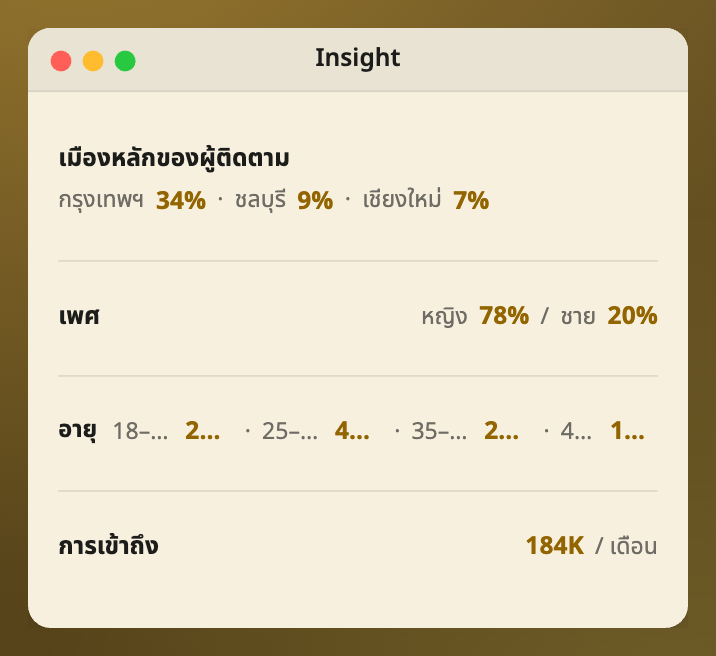 Insight
เมืองหลักของผู้ติดตาม
กรุงเทพฯ 34% · ชลบุรี 9% · เชียงใหม่ 7%
เพศ หญิง 78% / ชาย 20%
อายุ 18–... 2... · 25–... 4... · 35–... 2... · 4... 1...
การเข้าถึง 184K / เดือน